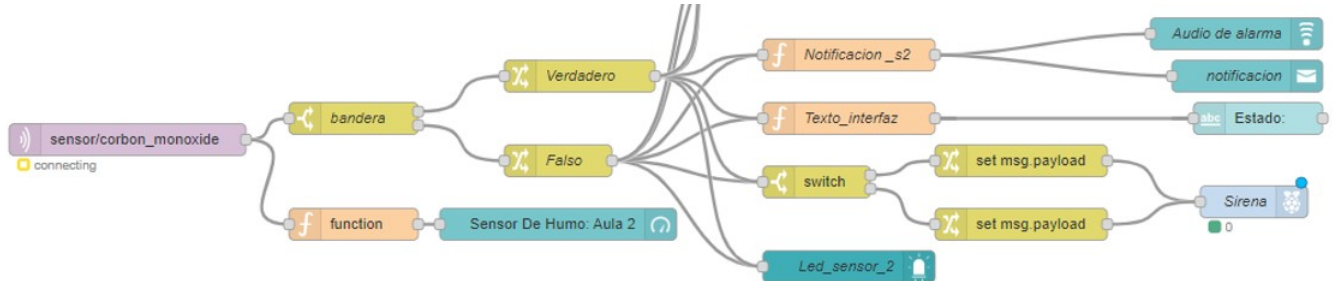 Audio de alarma
Notificacion _s2
Verdadero
notificacion
bandera
Texto_interfaz
abc Estado:
sensor/corbon_monoxide
connecting
Falso
set msg.payload
switch
Sirena
0
function
Sensor De Humo: Aula 2
set msg.payload
Led_sensor_2